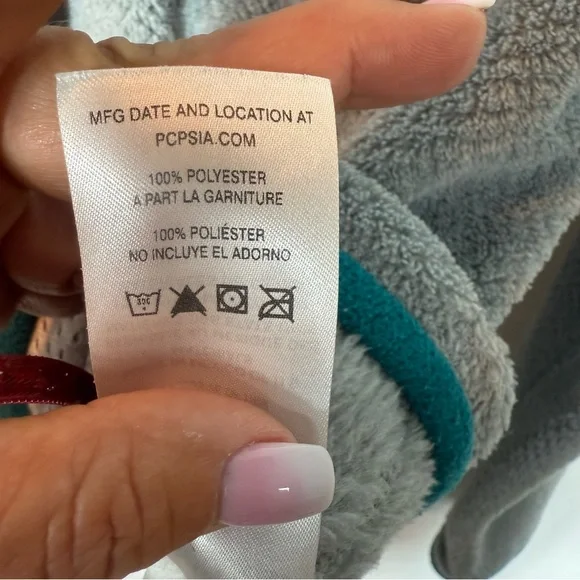 MFG DATE AND LOCATION AT
PCPSIA.COM
100% POLYESTER
A PART LA GARNITURE
100% POLIÉSTER
NO INCLUYE EL ADORNO